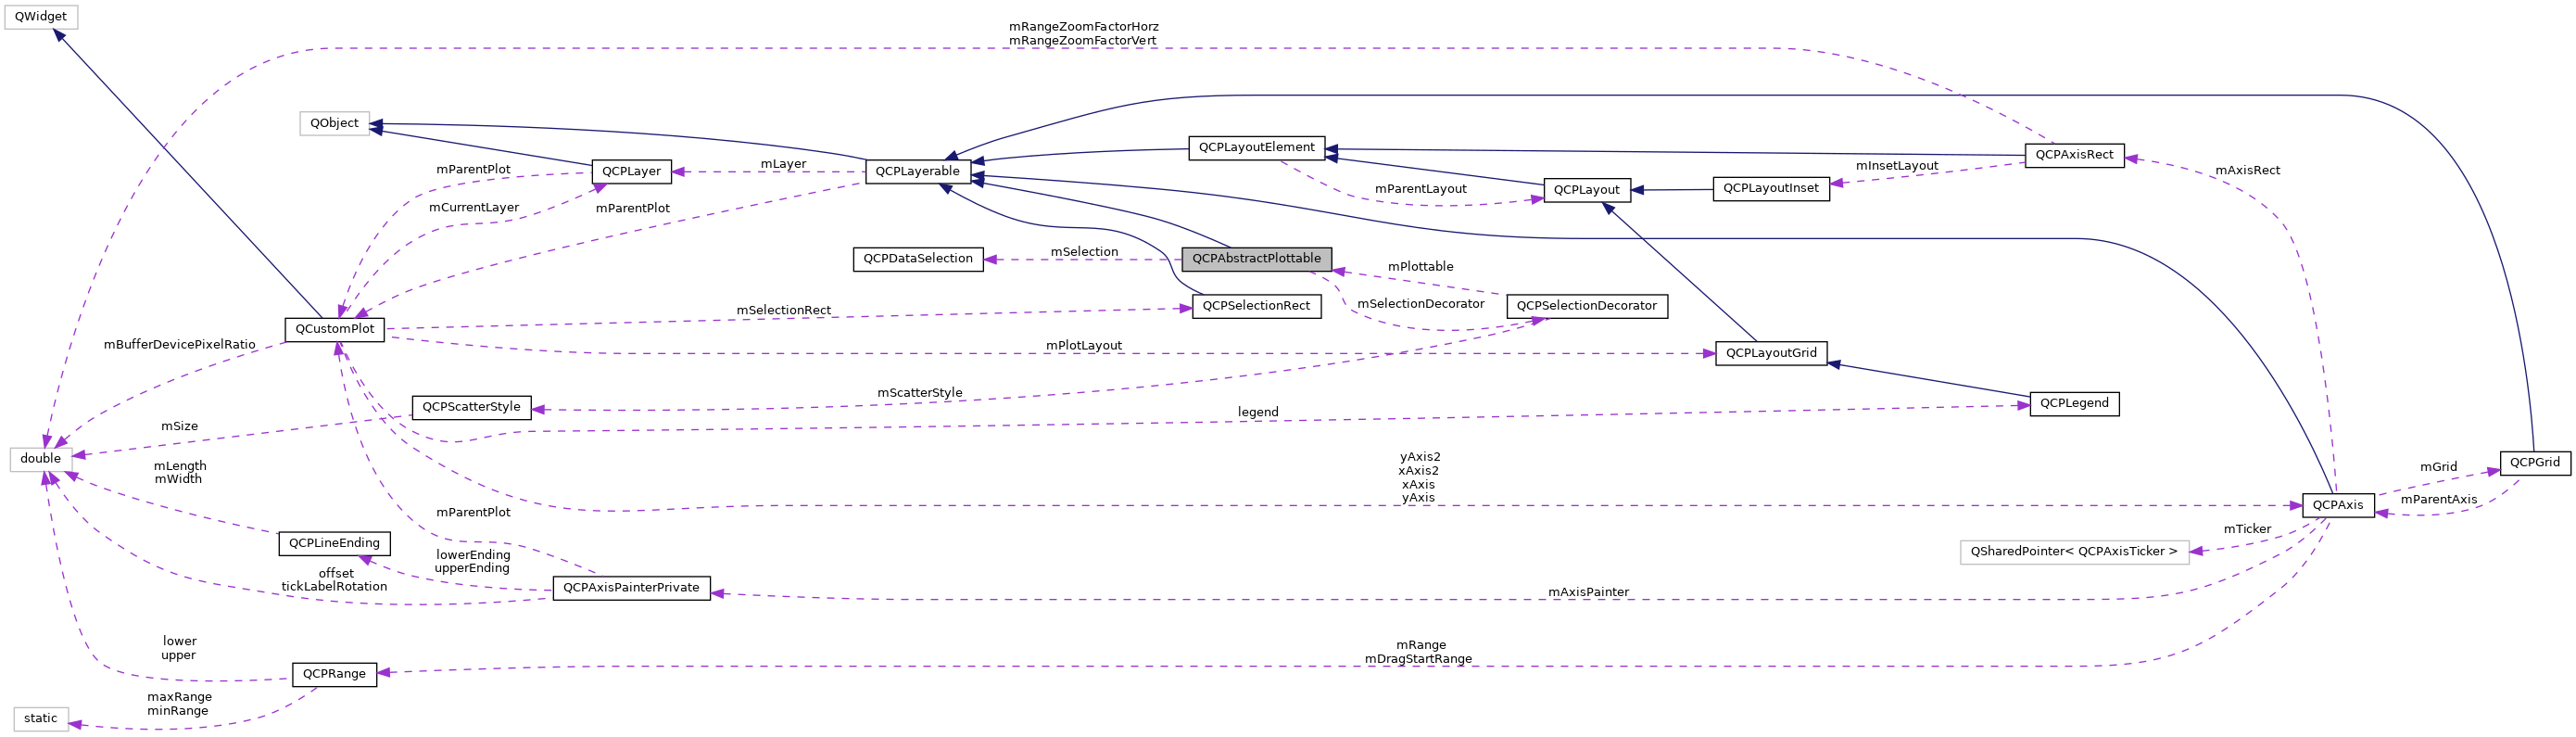 QWidget
mRangeZoomFactorHorz
mRangeZoomFactorVert
QObject
QCPLayoutElement
QCPAxisRect
mParentPlot
QCPLayer
mLayer
QCPLayerable
mInsetLayout
mAxisRect
mCurrentLayer
mParentPlot
mParentLayout
QCPLayout
QCPLayoutInset
QCPDataSelection
mSelection
QCPAbstractPlottable
mPlottable
mSelectionRect
QCPSelectionRect
mSelectionDecorator
QCPSelectionDecorator
QCustomPlot
mBufferDevicePixelRatio
mPlotLayout
QCPLayoutGrid
mScatterStyle
QCPScatterStyle
legend
QCPLegend
mSize
double
mLength
mWidth
yAxis2
xAxis2
xAxis
yAxis
mGrid
QCPGrid
mParentAxis
QCPAxis
mParentPlot
QCPLineEnding
lowerEnding
upperEnding
mTicker
QSharedPointer< QCPAxisTicker >
offset
tickLabelRotation
QCPAxisPainterPrivate
mAxisPainter
lower
upper
mRange
mDragStartRange
QCPRange
maxRange
minRange
static